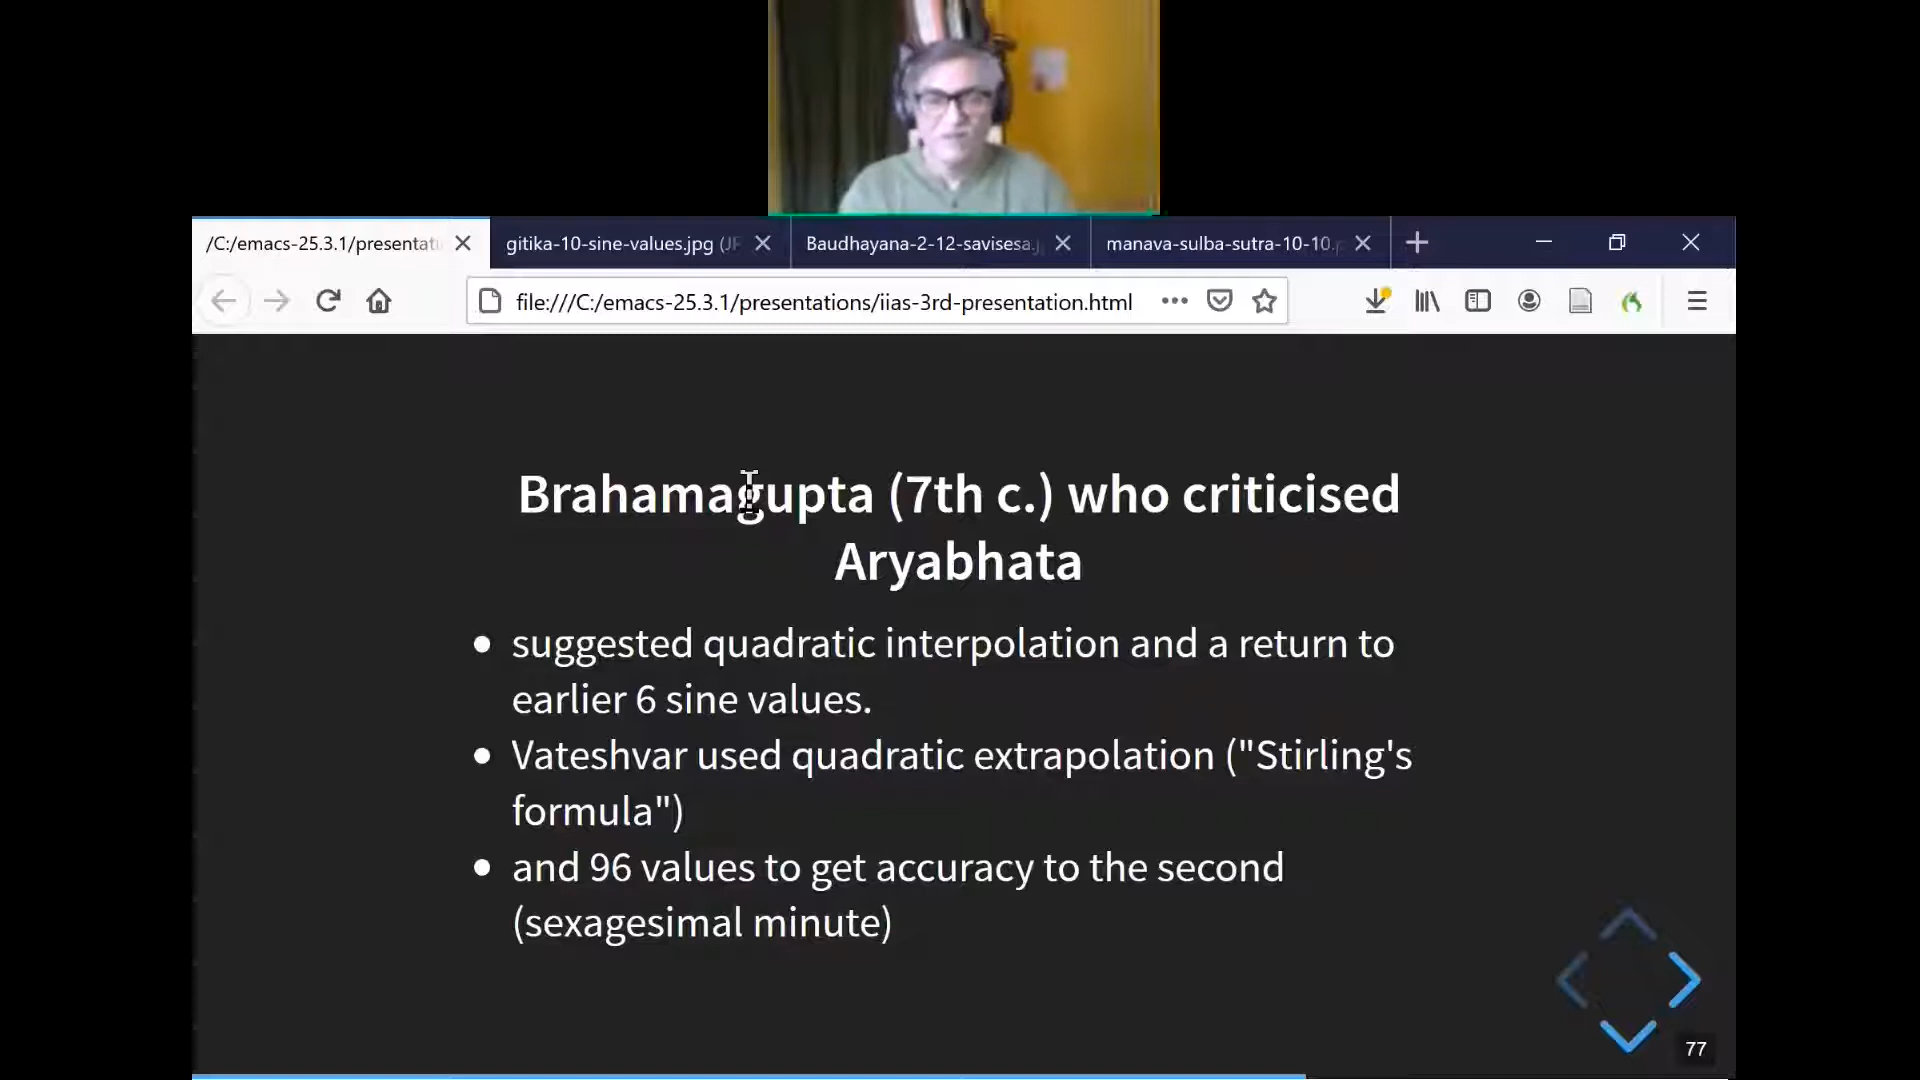 /C:/emacs-25.3.1/presentat
gitika-10-sine-values.jpg (JP
Baudhayana-2-12-savisesa.j
manava-sulba-sutra-10-10.p
file:///C:/emacs-25.3.1/presentations/iias-3rd-presentation.html
Brahamagupta (7th c.) who criticised
Aryabhata
• suggested quadratic interpolation and a return to
earlier 6 sine values.
• Vateshvar used quadratic extrapolation ("Stirling's
formula")
• and 96 values to get accuracy to the second
(sexagesimal minute)
77